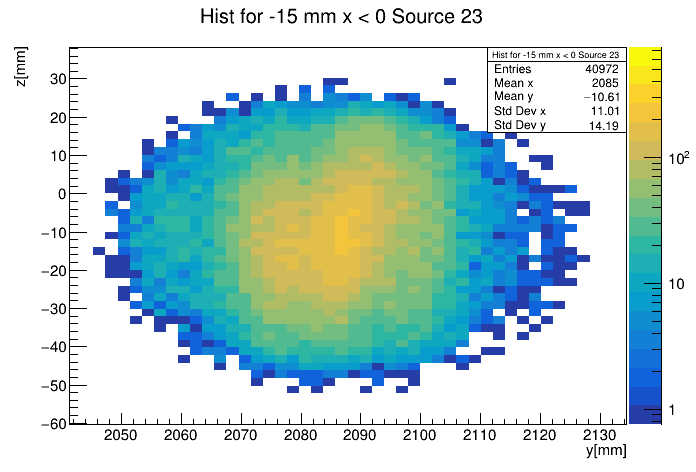 Hist for -15 mm x < 0 Source 23
z[mm]
Hist for -15 mm x < 0 Source 23
Entries 40972
Mean x 2085
Mean y −10.61
Std Dev x 11.01
Std Dev y 14.19
30
20
10
0
−10
−20
−30
−40
−50
−60
2050 2060 2070 2080 2090 2100 2110 2120 2130
y[mm]
10²
10
1